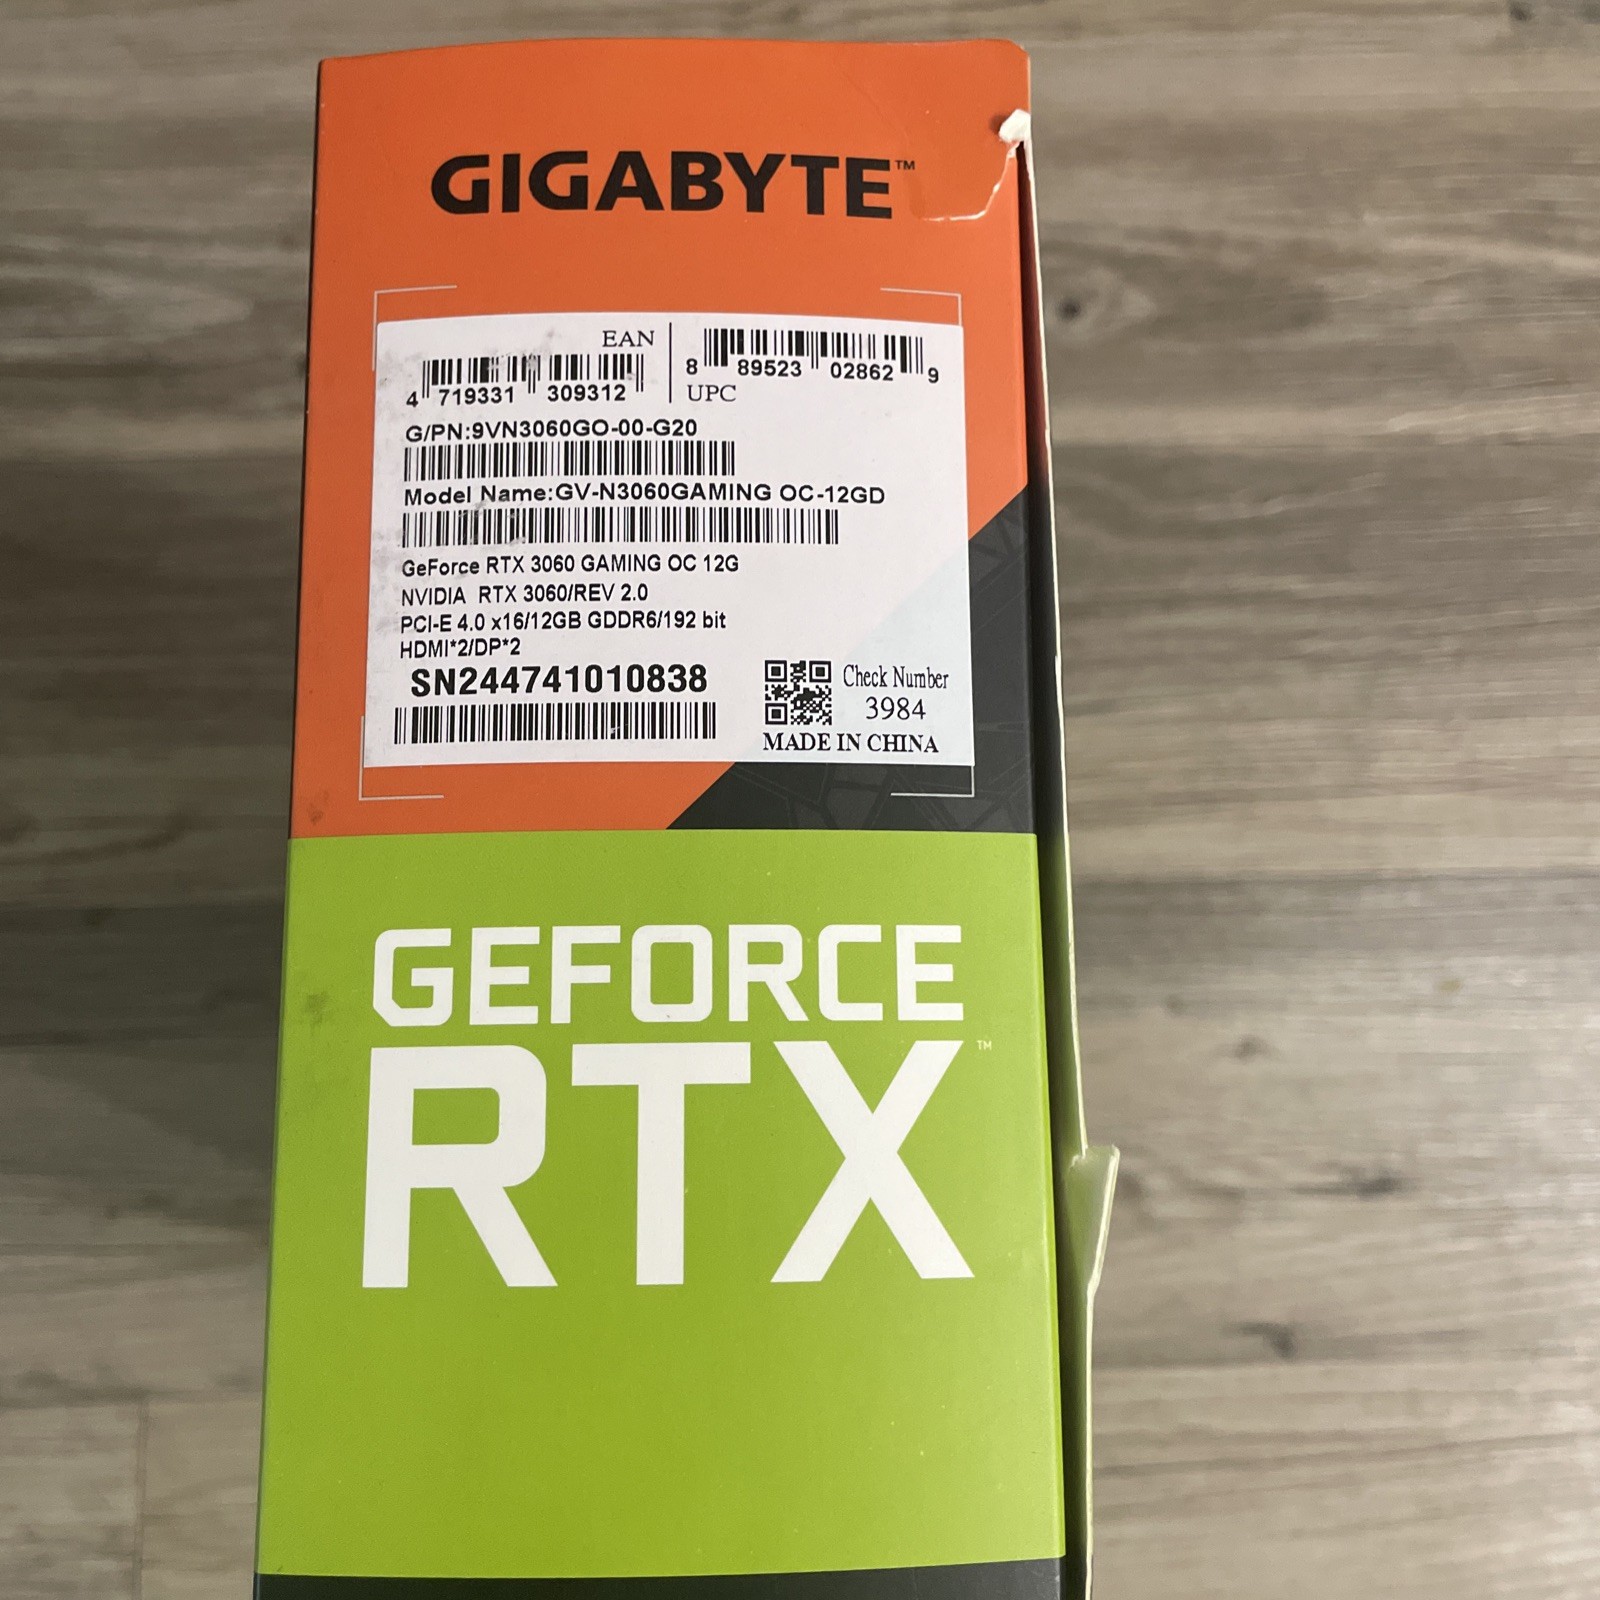 GIGABYTE™
EAN
4 719331 309312
8 89523 02862 9
UPC
G/PN:9VN3060GO-00-G20
Model Name:GV-N3060GAMING OC-12GD
GeForce RTX 3060 GAMING OC 12G
NVIDIA RTX 3060/REV 2.0
PCI-E 4.0 x16/12GB GDDR6/192 bit
HDMI*2/DP*2
SN244741010838
Check Number
3984
MADE IN CHINA
GEFORCE
RTX™